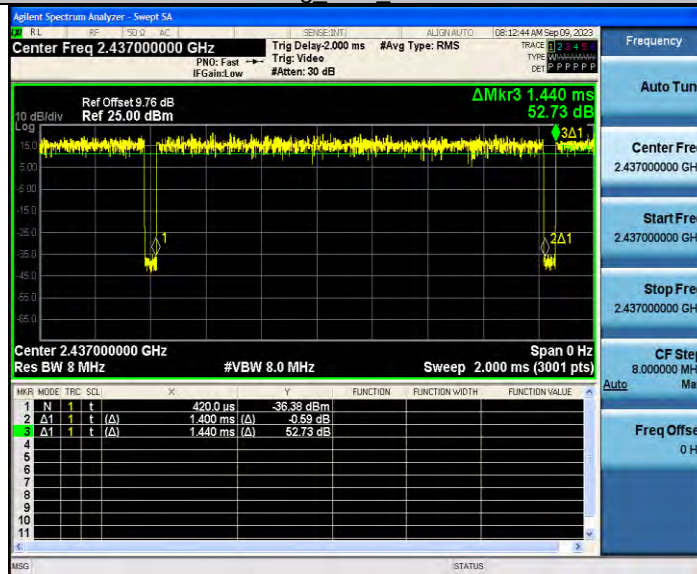 Agilent Spectrum Analyzer - Swept SA
RL RF 50 Ω AC SENSE:INT ALIGN AUTO 08:12:44 AM Sep 09, 2023
Center Freq 2.437000000 GHz
PNO: Fast
IFGain:Low
Trig Delay-2.000 ms
Trig: Video
#Atten: 30 dB
#Avg Type: RMS
TRACE 1 2 3 4 5 6
TYPE
DET P P P P P P
Ref Offset 9.76 dB
10 dB/div Ref 25.00 dBm
Log
ΔMkr3 1.440 ms
52.73 dB
15.0
5.00
-5.00
-15.0
-25.0
-35.0
-45.0
-55.0
-65.0
1
2Δ1
3Δ1
Center 2.437000000 GHz Span 0 Hz
Res BW 8 MHz #VBW 8.0 MHz Sweep 2.000 ms (3001 pts)
MKR MODE TRC SCL X Y FUNCTION FUNCTION WIDTH FUNCTION VALUE
1 N 1 t 420.0 us -36.38 dBm
2 Δ1 1 t (Δ) 1.400 ms (Δ) -0.59 dB
3 Δ1 1 t (Δ) 1.440 ms (Δ) 52.73 dB
4
5
6
7
8
9
10
11
MSG STATUS
Frequency
Auto Tun
Center Fre
2.437000000 GH
Start Fre
2.437000000 GH
Stop Fre
2.437000000 GH
CF Step
8.000000 MH
Auto Ma
Freq Offse
0 H